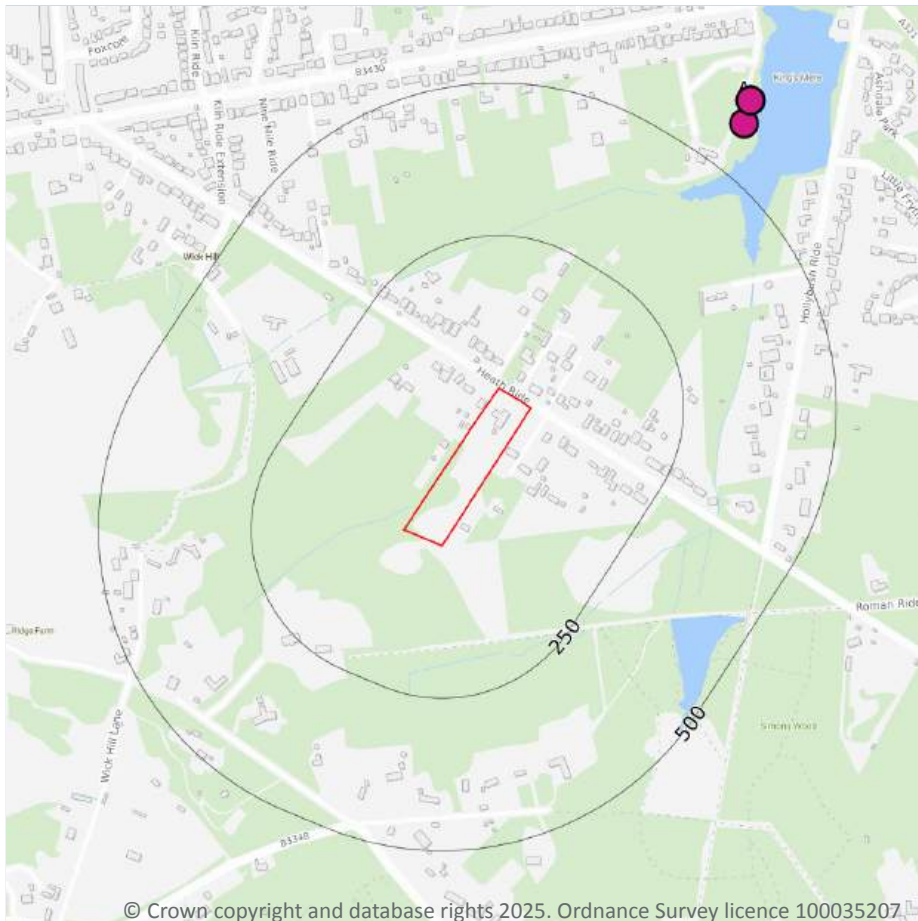 Foxcote
Kiln Ride
B3430
King's Mere
A321
Ashdale Park
Kiln Ride Extension
Nine Mile Ride
A
Little Fryth
Wick Hill
Hollybush Ride
Heath Ride
Roman Ride
Ridge Farm
250
500
Simons Wood
Wick Hill Lane
B3348
© Crown copyright and database rights 2025. Ordnance Survey licence 100035207.